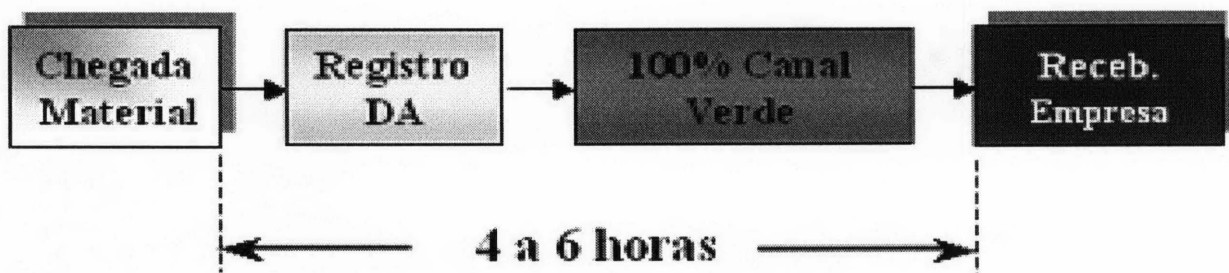 Chegada
Material
Registro
DA
100% Canal
Verde
Receb.
Empresa
4 a 6 horas